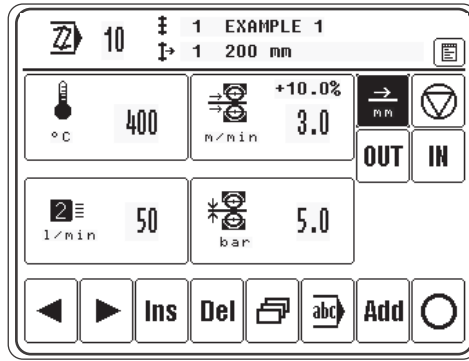 10
1 EXAMPLE 1
1 200 mm
°C
400
+10.0%
m/min
3.0
mm
OUT
IN
2
l/min
50
bar
5.0
Ins
Del
abc
Add